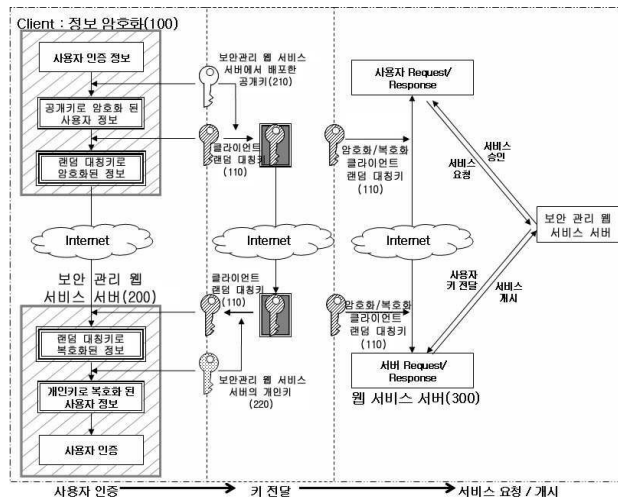 Client : 정보 암호화(100)
사용자 인증 정보
공개키로 암호화 된
사용자 정보
랜덤 대칭키로
암호화된 정보
보안관리 웹 서비스
서버에서 배포한
공개키(210)
클라이언트
랜덤 대칭키
(110)
암호화/복호화
클라이언트
랜덤 대칭키
(110)
사용자 Request/
Response
서비스
승인
서비스
요청
보안 관리 웹
서비스 서버
Internet
Internet
Internet
보안 관리 웹
서비스 서버(200)
클라이언트
랜덤 대칭키
(110)
암호화/복호화
클라이언트
랜덤 대칭키
(110)
사용자
키 전달
서비스
개시
랜덤 대칭키로
복호화된 정보
개인키로 복호화 된
사용자 정보
사용자 인증
보안관리 웹 서비스
서버의 개인키
(220)
서버 Request/
Response
웹 서비스 서버(300)
사용자 인증
키 전달
서비스 요청 / 개시